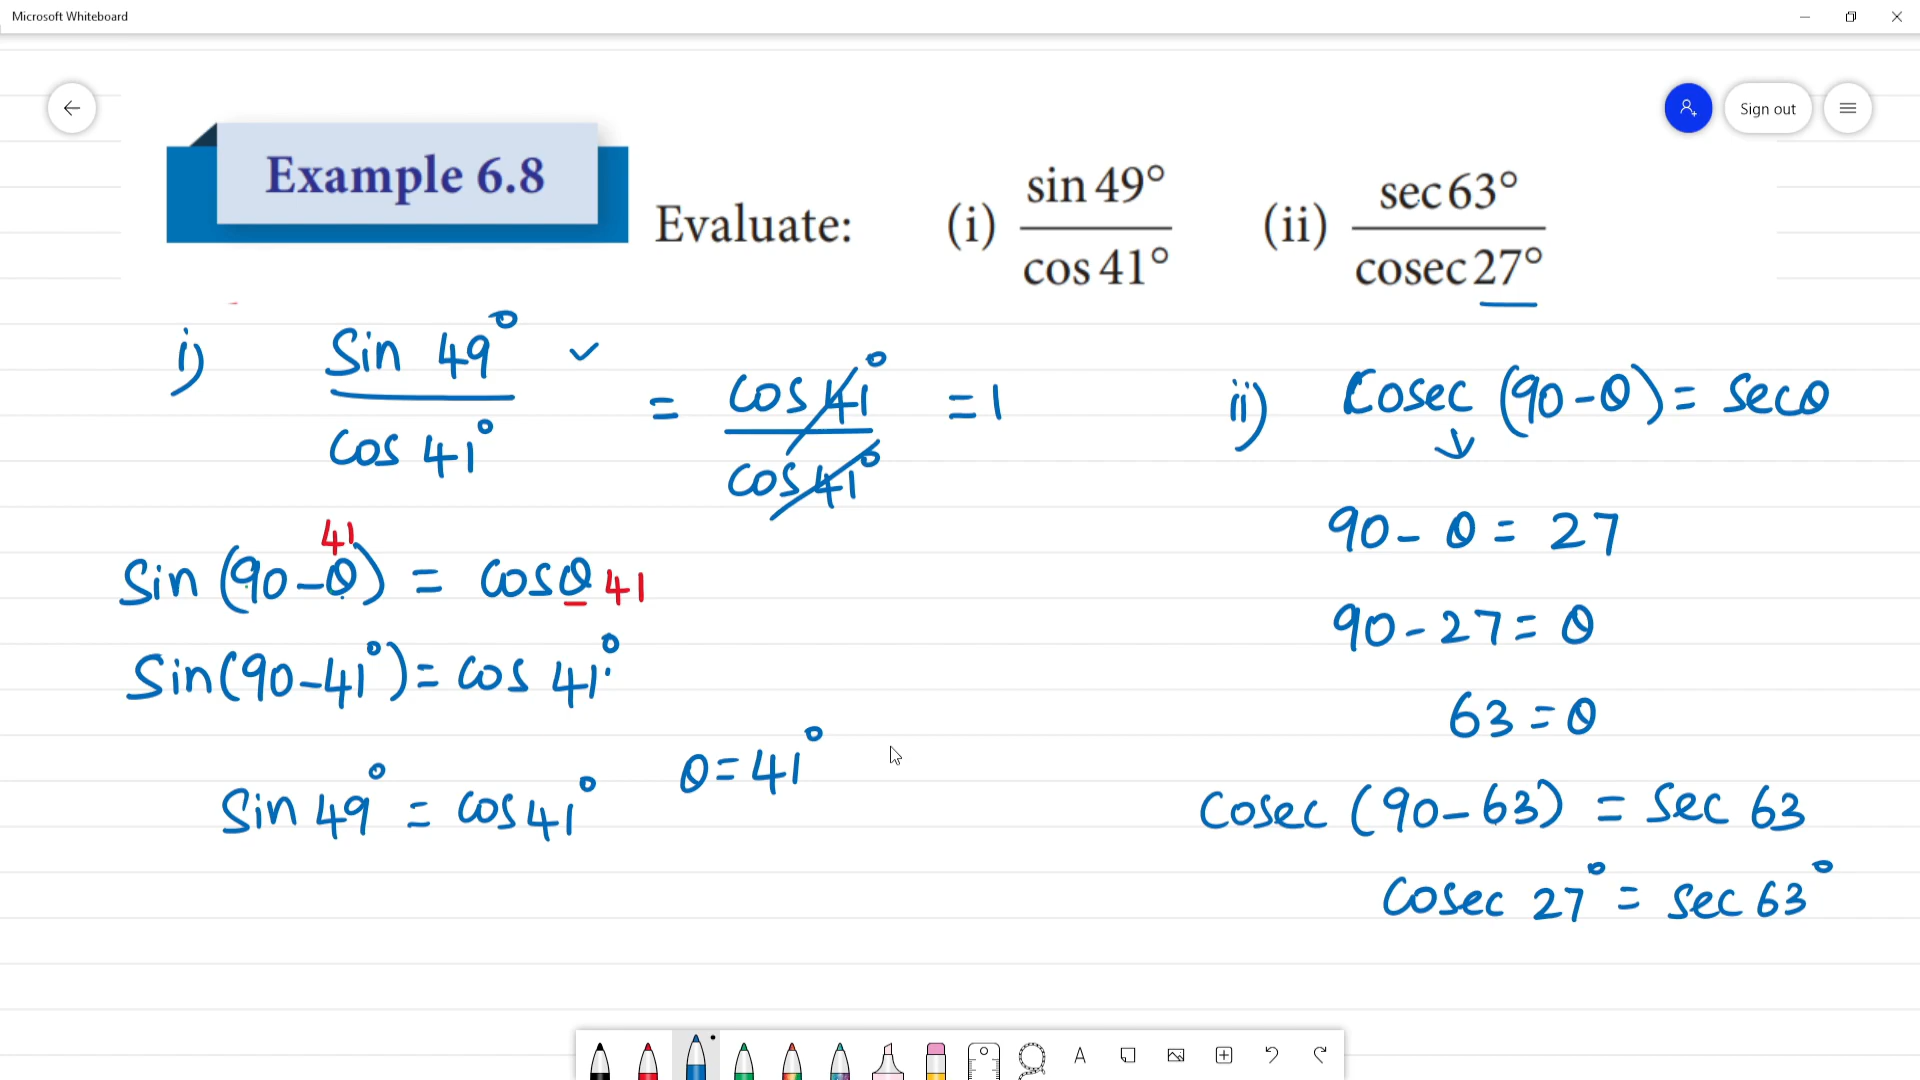 Microsoft Whiteboard
Sign out
Example 6.8
Evaluate: (i) sin 49° / cos 41° (ii) sec 63° / cosec 27°
i) Sin 49° / cos 41° ✓ = cos 41° / cos 41° = 1
41
Sin (90-θ) = cosθ 41
Sin(90-41°) = cos 41°
θ = 41°
Sin 49° = cos 41°
ii) Cosec (90-θ) = secθ
↓
90 - θ = 27
90 - 27 = θ
63 = θ
Cosec (90-63) = sec 63
Cosec 27° = sec 63°
A